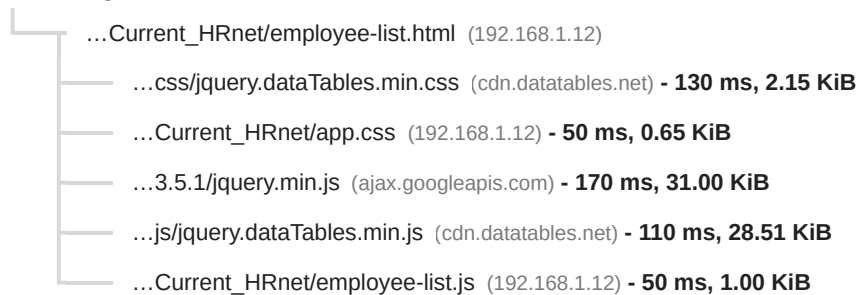 …Current_HRnet/employee-list.html (192.168.1.12)
…css/jquery.dataTables.min.css (cdn.datatables.net) - 130 ms, 2.15 KiB
…Current_HRnet/app.css (192.168.1.12) - 50 ms, 0.65 KiB
…3.5.1/jquery.min.js (ajax.googleapis.com) - 170 ms, 31.00 KiB
…js/jquery.dataTables.min.js (cdn.datatables.net) - 110 ms, 28.51 KiB
…Current_HRnet/employee-list.js (192.168.1.12) - 50 ms, 1.00 KiB